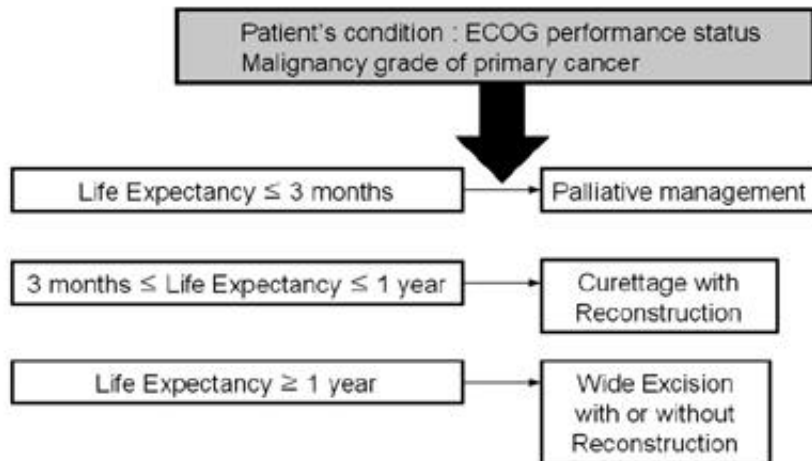 Patient's condition : ECOG performance status
Malignancy grade of primary cancer
Life Expectancy ≦ 3 months
Palliative management
3 months ≤ Life Expectancy ≤ 1 year
Curettage with
Reconstruction
Life Expectancy ≥ 1 year
Wide Excision
with or without
Reconstruction